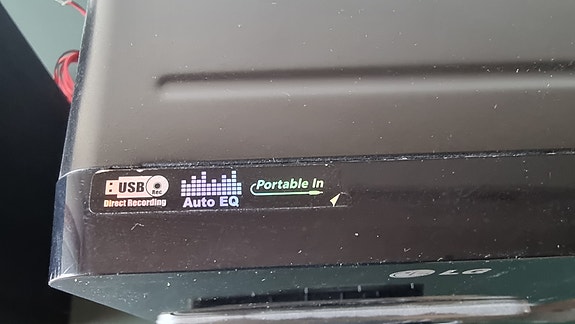 USB
Rec
Direct Recording
Auto EQ
Portable In
LG